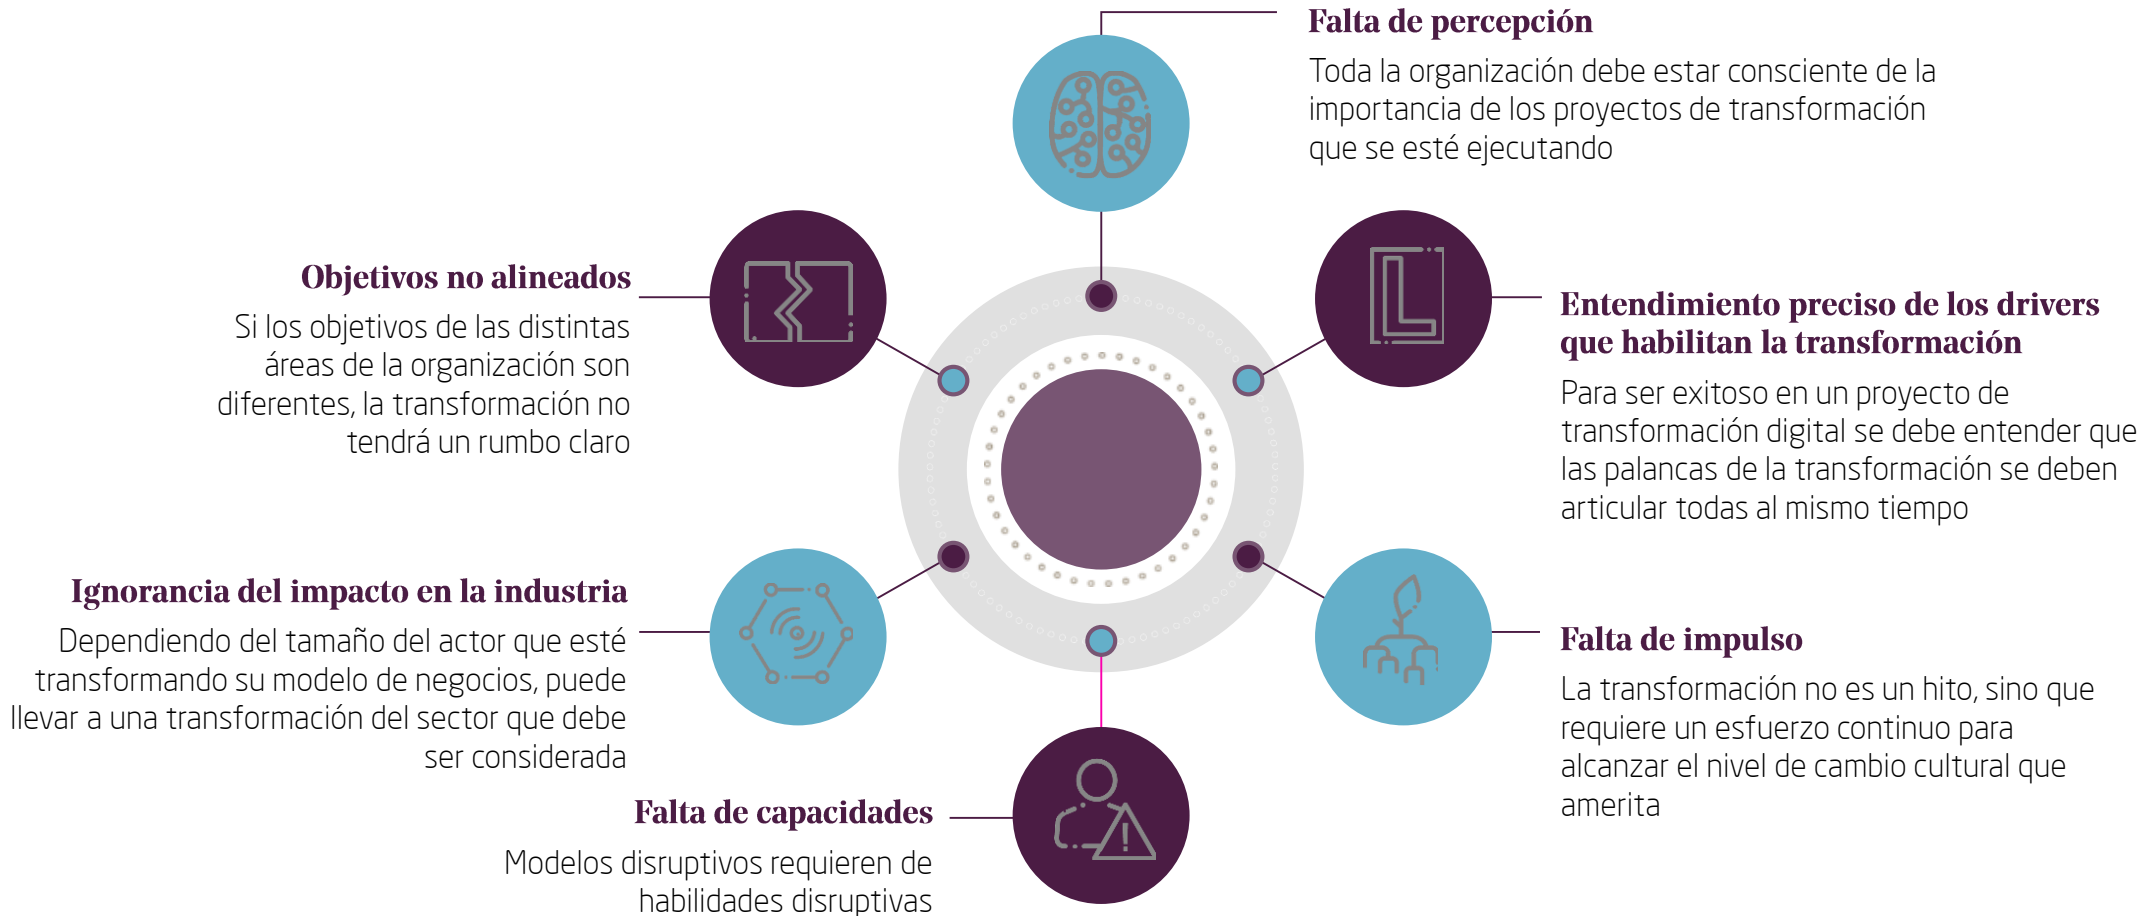 Falta de percepción
Toda la organización debe estar consciente de la
importancia de los proyectos de transformación
que se esté ejecutando
Objetivos no alineados
Si los objetivos de las distintas
áreas de la organización son
diferentes, la transformación no
tendrá un rumbo claro
Entendimiento preciso de los drivers
que habilitan la transformación
Para ser exitoso en un proyecto de
transformación digital se debe entender que
las palancas de la transformación se deben
articular todas al mismo tiempo
Ignorancia del impacto en la industria
Dependiendo del tamaño del actor que esté
transformando su modelo de negocios, puede
llevar a una transformación del sector que debe
ser considerada
Falta de impulso
La transformación no es un hito, sino que
requiere un esfuerzo continuo para
alcanzar el nivel de cambio cultural que
amerita
Falta de capacidades
Modelos disruptivos requieren de
habilidades disruptivas